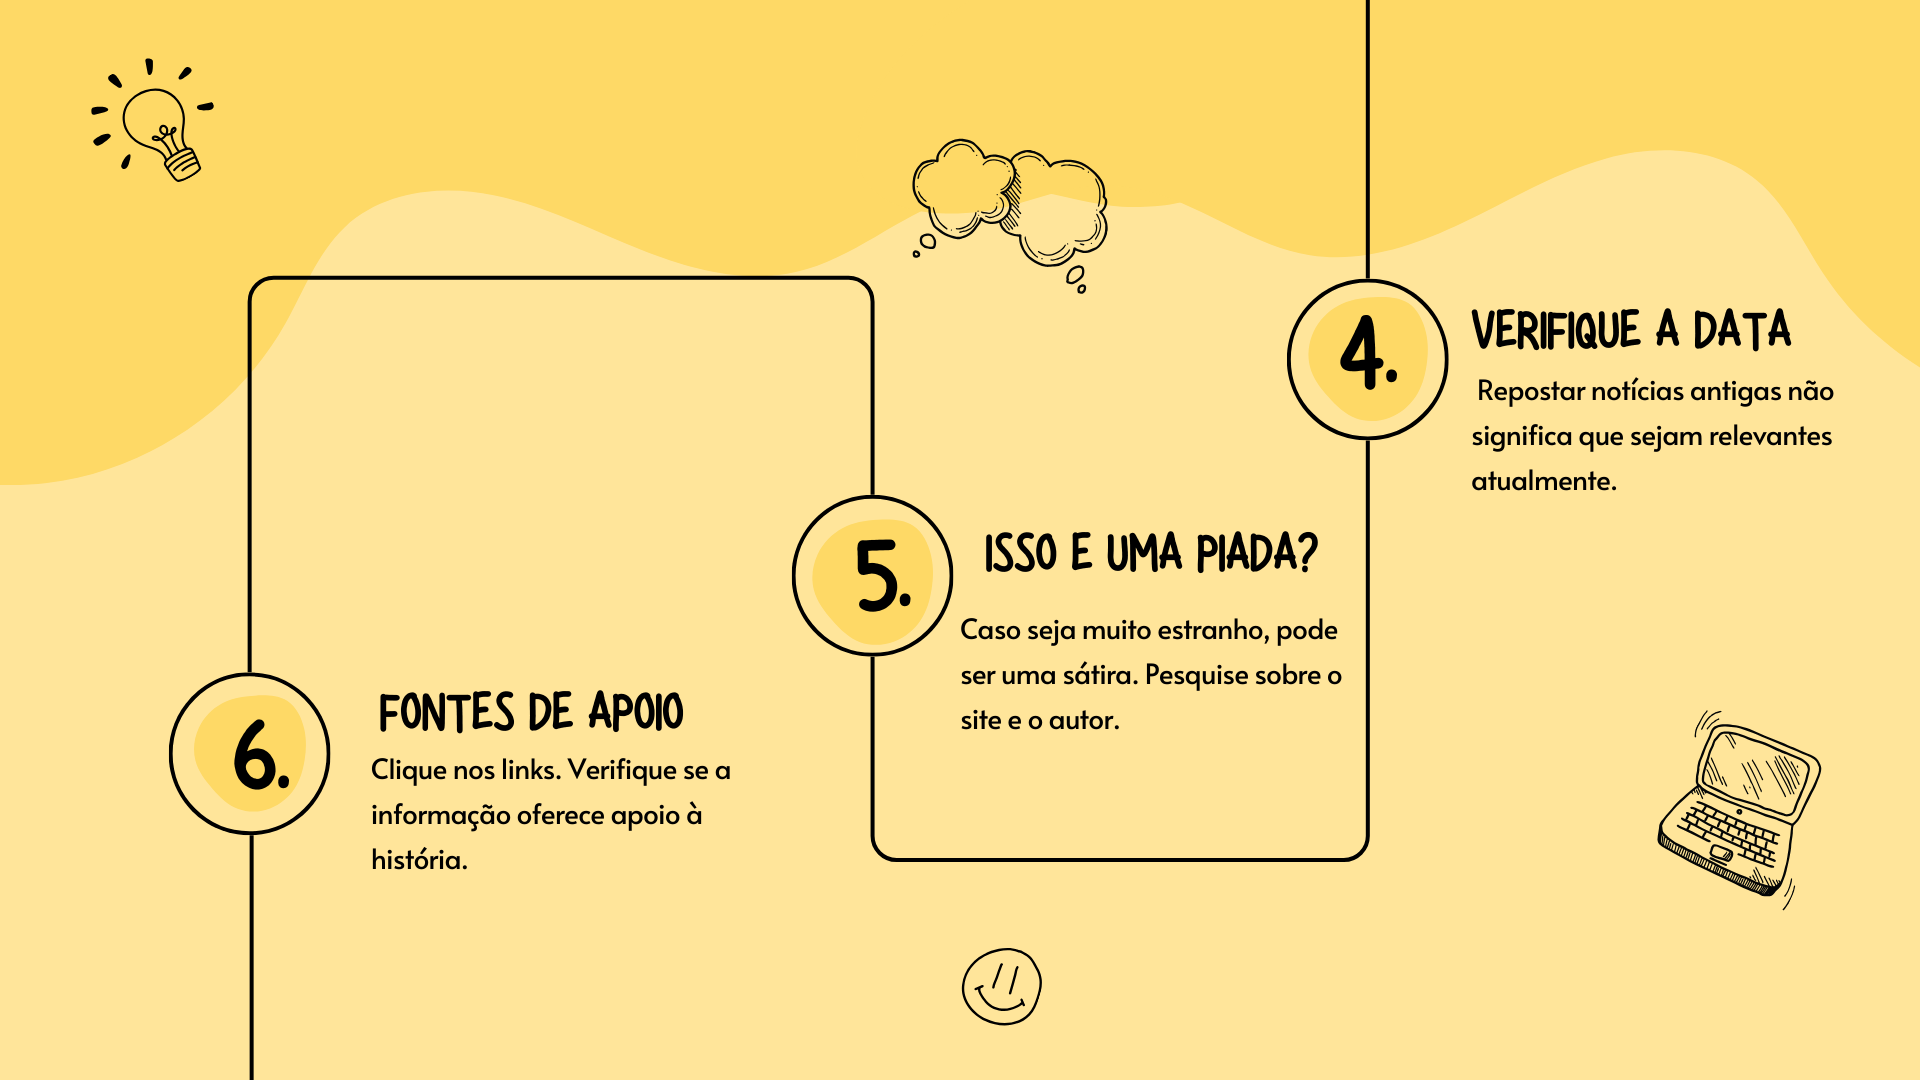 4.
VERIFIQUE A DATA
Repostar notícias antigas não
significa que sejam relevantes
atualmente.
5.
ISSO E UMA PIADA?
Caso seja muito estranho, pode
ser uma sátira. Pesquise sobre o
site e o autor.
6.
FONTES DE APOIO
Clique nos links. Verifique se a
informação oferece apoio à
história.